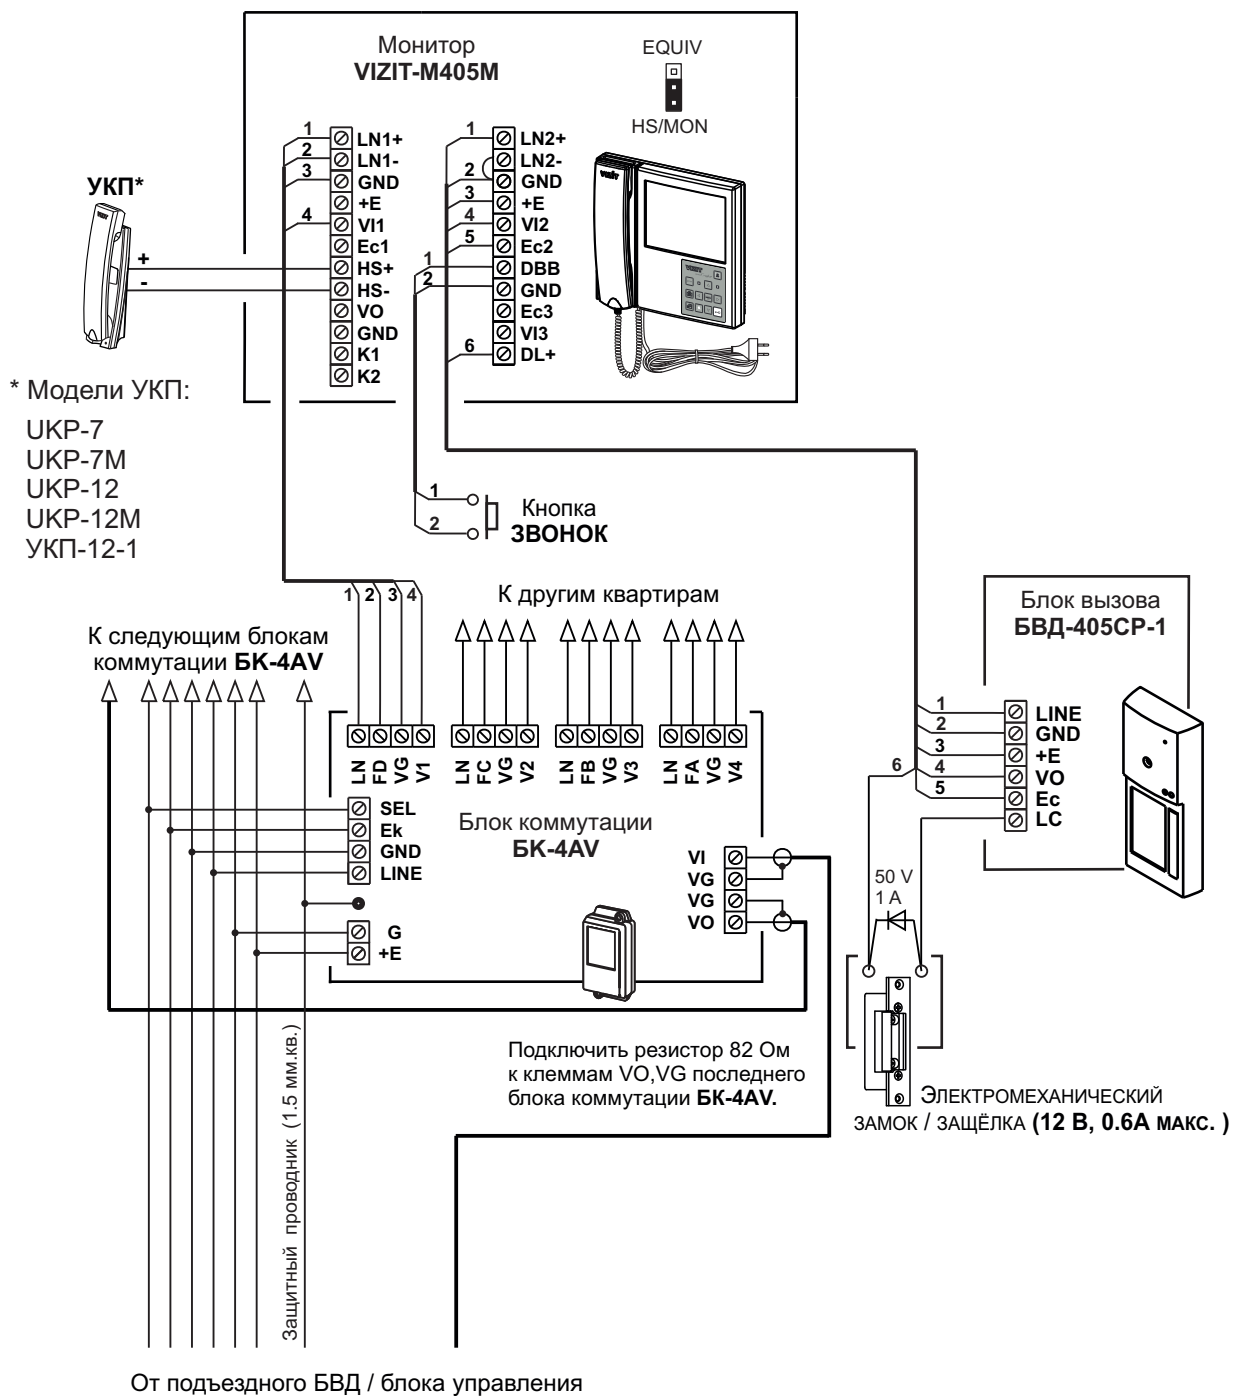 Монитор
VIZIT-M405M
EQUIV
HS/MON
1 LN1+
2 LN1-
3 GND
+E
4 VI1
Ec1
HS+
HS-
VO
GND
K1
K2
1 LN2+
LN2-
2 GND
3 +E
4 VI2
5 Ec2
1 DBB
2 GND
Ec3
VI3
6 DL+
VIZIT
VIZIT
УКП*
+
-
* Модели УКП:
UKP-7
UKP-7M
UKP-12
UKP-12M
УКП-12-1
1
2
Кнопка
ЗВОНОК
1 2 3 4
К другим квартирам
К следующим блокам
коммутации БК-4AV
LN FD VG V1
LN FC VG V2
LN FB VG V3
LN FA VG V4
SEL
Ek
GND
LINE
G
+E
Блок коммутации
БК-4AV
VI
VG
VG
VO
Блок вызова
БВД-405CP-1
1 LINE
2 GND
3 +E
6 4 VO
5 Ec
LC
50 V
1 A
Подключить резистор 82 Ом
к клеммам VO,VG последнего
блока коммутации БК-4AV.
Электромеханический
замок / защёлка (12 В, 0.6А макс. )
Защитный проводник (1.5 мм.кв.)
От подъездного БВД / блока управления